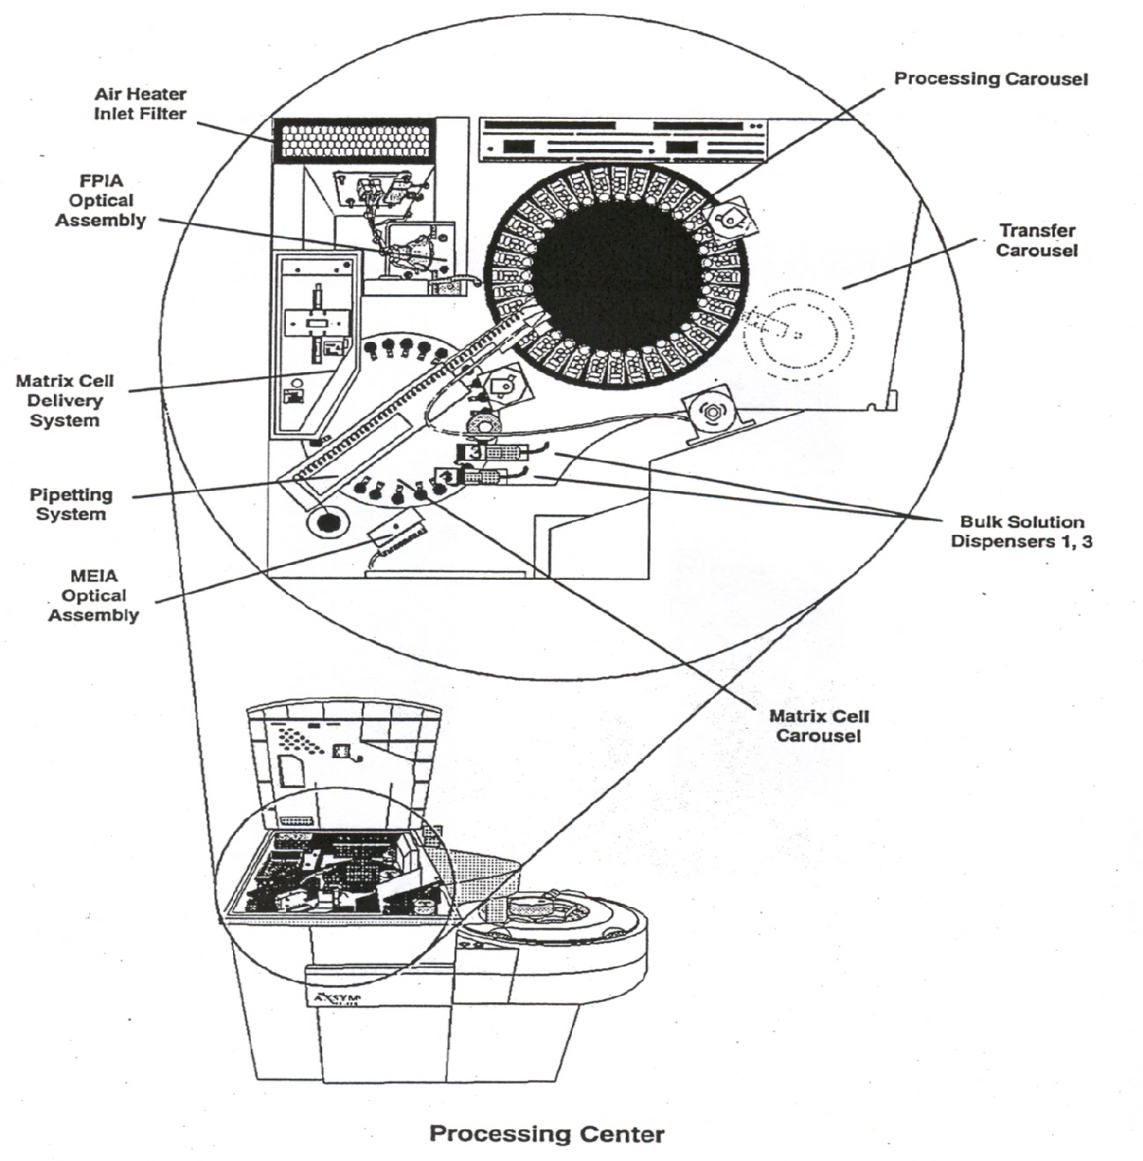 Air Heater
Inlet Filter
Processing Carousel
FPIA
Optical
Assembly
Transfer
Carousel
Matrix Cell
Delivery
System
Pipetting
System
3
Bulk Solution
Dispensers 1, 3
MEIA
Optical
Assembly
Matrix Cell
Carousel
AXSYM
Processing Center